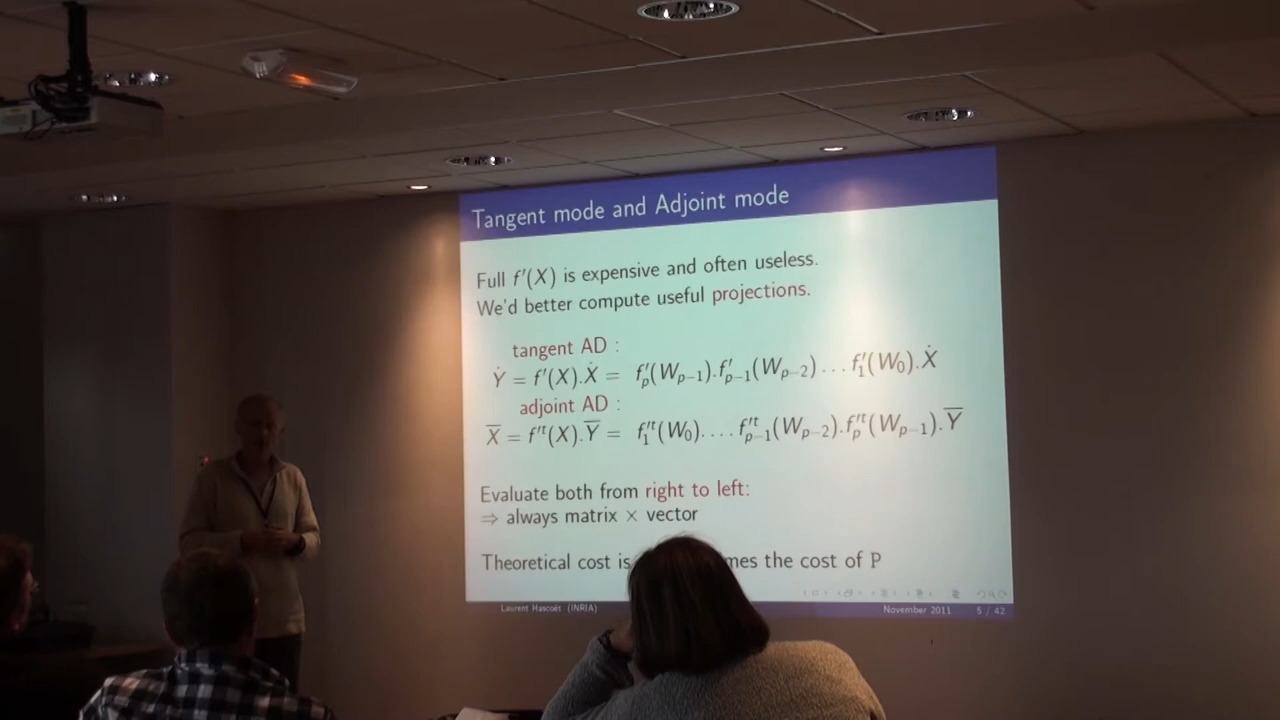 Tangent mode and Adjoint mode
Full f′(X) is expensive and often useless.
We'd better compute useful projections.
tangent AD :
Ẏ = f′(X).Ẋ = f′ₚ(Wₚ₋₁).f′ₚ₋₁(Wₚ₋₂)...f′₁(W₀).Ẋ
adjoint AD :
X̅ = f′ᵗ(X).Y̅ = f′ᵗ₁(W₀)....f′ᵗₚ₋₁(Wₚ₋₂).f′ᵗₚ(Wₚ₋₁).Y̅
Evaluate both from right to left:
⇒ always matrix × vector
Theoretical cost is the cost of P
Laurent Hascoët (INRIA) November 2011 5 / 42